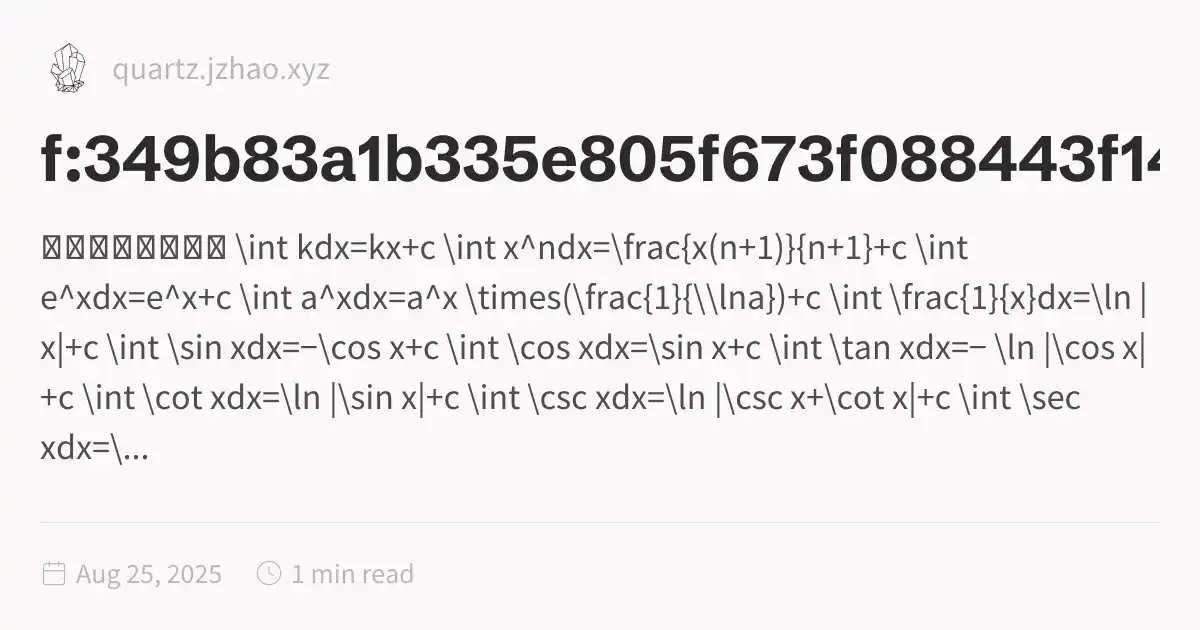 quartz.jzhao.xyz
f:349b83a1b335e805f673f088443f14
\int kdx=kx+c \int x^ndx=\frac{x(n+1)}{n+1}+c \int
e^xdx=e^x+c \int a^xdx=a^x \times(\frac{1}{\\lna})+c \int \frac{1}{x}dx=\ln |
x|+c \int \sin xdx=−\cos x+c \int \cos xdx=\sin x+c \int \tan xdx=− \ln |\cos x|
+c \int \cot xdx=\ln |\sin x|+c \int \csc xdx=\ln |\csc x+\cot x|+c \int \sec
xdx=\...
Aug 25, 2025
1 min read